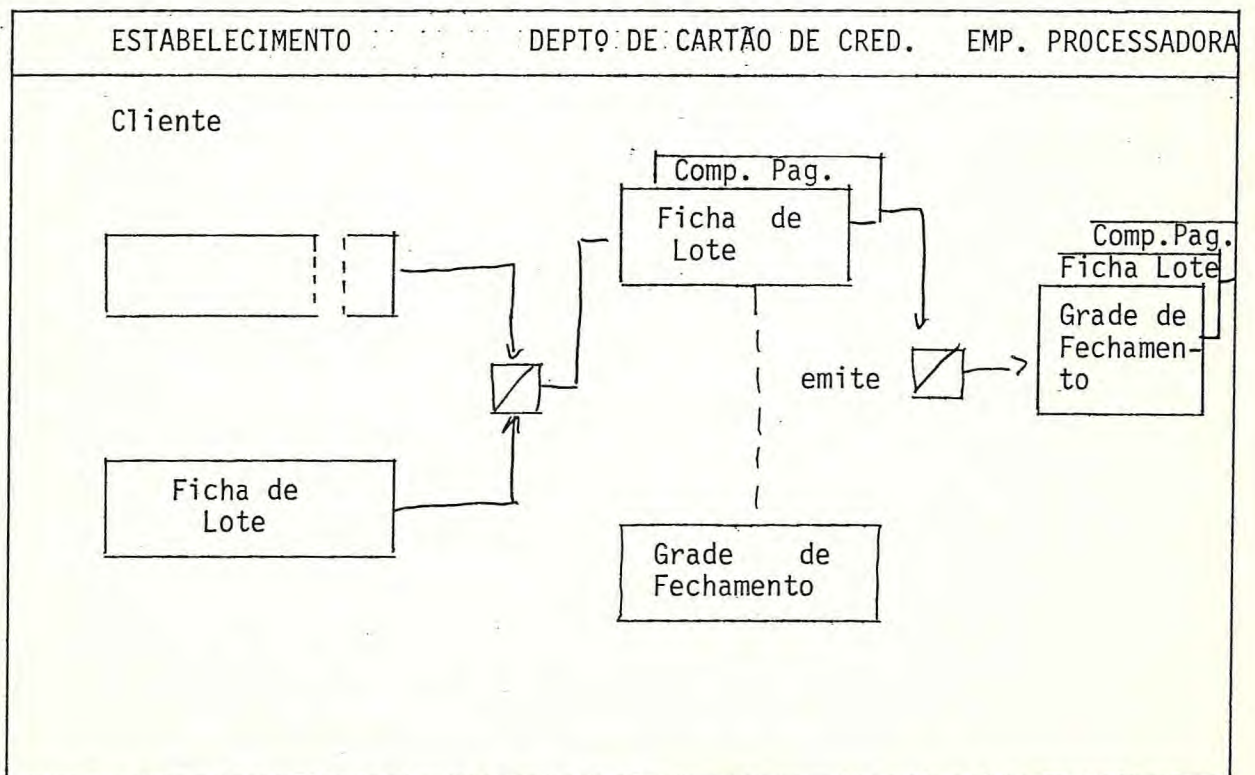 ESTABELECIMENTO DEPTº DE CARTÃO DE CRED. EMP. PROCESSADORA
Cliente
Comp. Pag.
Ficha de
Lote
Comp.Pag.
Ficha Lote
Grade de
Fechamen-
to
emite
Ficha de
Lote
Grade de
Fechamento